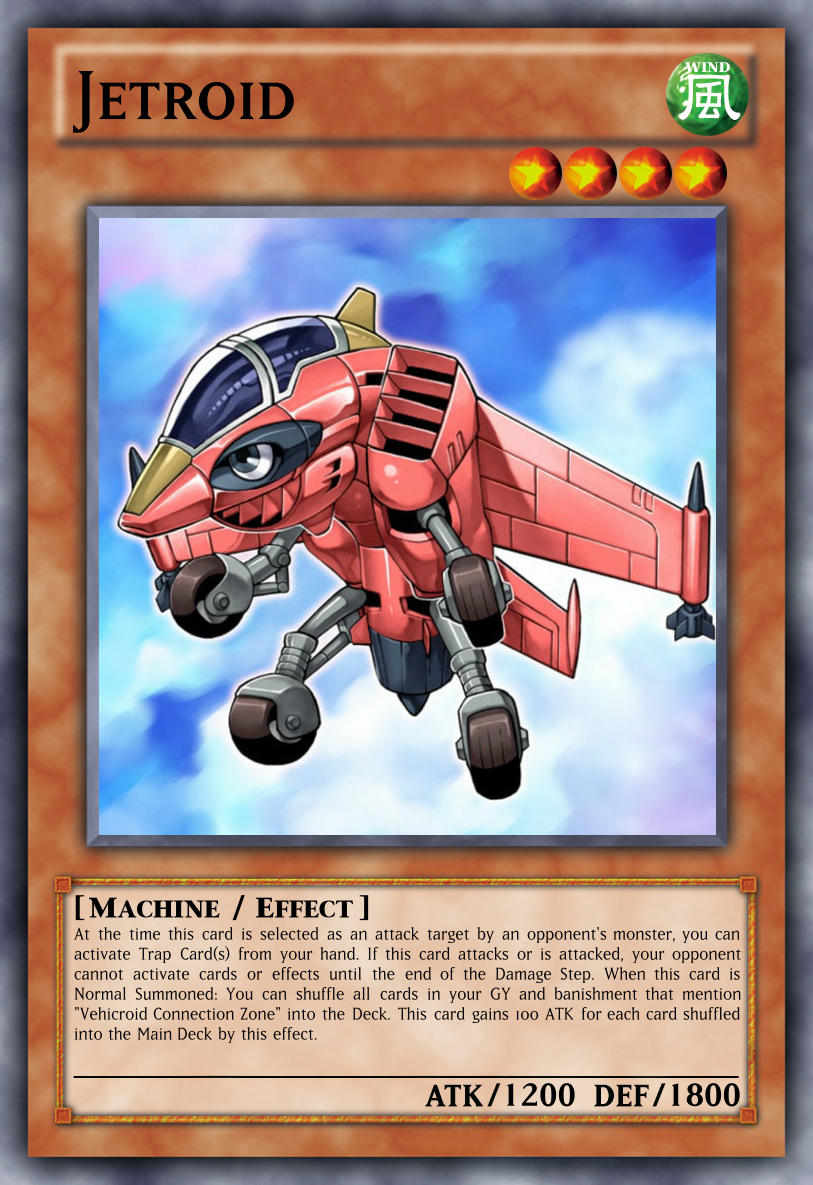 Jetroid
WIND
風
[ Machine / Effect ]
At the time this card is selected as an attack target by an opponent's monster, you can
activate Trap Card(s) from your hand. If this card attacks or is attacked, your opponent
cannot activate cards or effects until the end of the Damage Step. When this card is
Normal Summoned: You can shuffle all cards in your GY and banishment that mention
"Vehicroid Connection Zone" into the Deck. This card gains 100 ATK for each card shuffled
into the Main Deck by this effect.
ATK/1200 DEF/1800